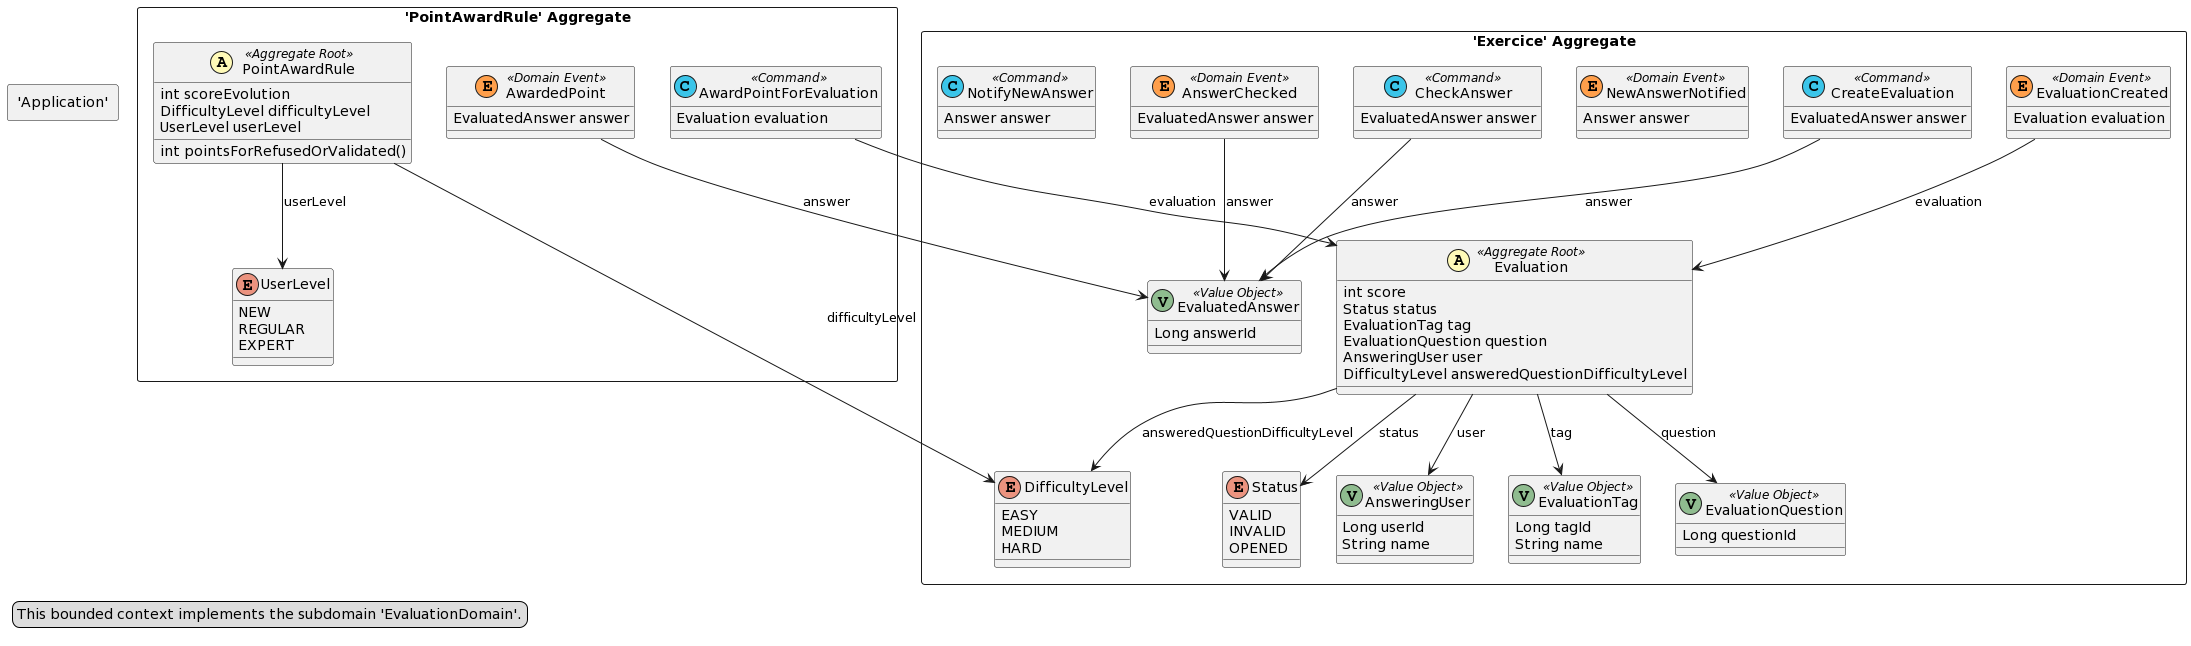 'Application'
'PointAwardRule' Aggregate
A
«Aggregate Root»
PointAwardRule
int scoreEvolution
DifficultyLevel difficultyLevel
UserLevel userLevel
int pointsForRefusedOrValidated()
E
«Domain Event»
AwardedPoint
EvaluatedAnswer answer
C
«Command»
AwardPointForEvaluation
Evaluation evaluation
userLevel
E
UserLevel
NEW
REGULAR
EXPERT
answer
difficultyLevel
'Exercice' Aggregate
C
«Command»
NotifyNewAnswer
Answer answer
E
«Domain Event»
AnswerChecked
EvaluatedAnswer answer
C
«Command»
CheckAnswer
EvaluatedAnswer answer
E
«Domain Event»
NewAnswerNotified
Answer answer
C
«Command»
CreateEvaluation
EvaluatedAnswer answer
E
«Domain Event»
EvaluationCreated
Evaluation evaluation
evaluation
answer
answer
answer
evaluation
V
«Value Object»
EvaluatedAnswer
Long answerId
A
«Aggregate Root»
Evaluation
int score
Status status
EvaluationTag tag
EvaluationQuestion question
AnsweringUser user
DifficultyLevel answeredQuestionDifficultyLevel
answeredQuestionDifficultyLevel
status
user
tag
question
E
DifficultyLevel
EASY
MEDIUM
HARD
E
Status
VALID
INVALID
OPENED
V
«Value Object»
AnsweringUser
Long userId
String name
V
«Value Object»
EvaluationTag
Long tagId
String name
V
«Value Object»
EvaluationQuestion
Long questionId
This bounded context implements the subdomain 'EvaluationDomain'.